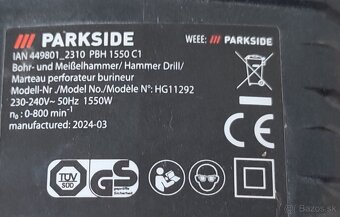 /// PARKSIDE
WEEE: /// PARKSIDE
IAN 449801_2310 PBH 1550 C1
Bohr- und Meißelhammer/ Hammer Drill/
Marteau perforateur burineur
Modell-Nr./Model No./Modèle N°: HG11292
230-240V~ 50Hz 1550W
n₀: 0-800 min⁻¹
manufactured: 2024-03
CE
TÜV
SÜD
GS
Bazos.sk